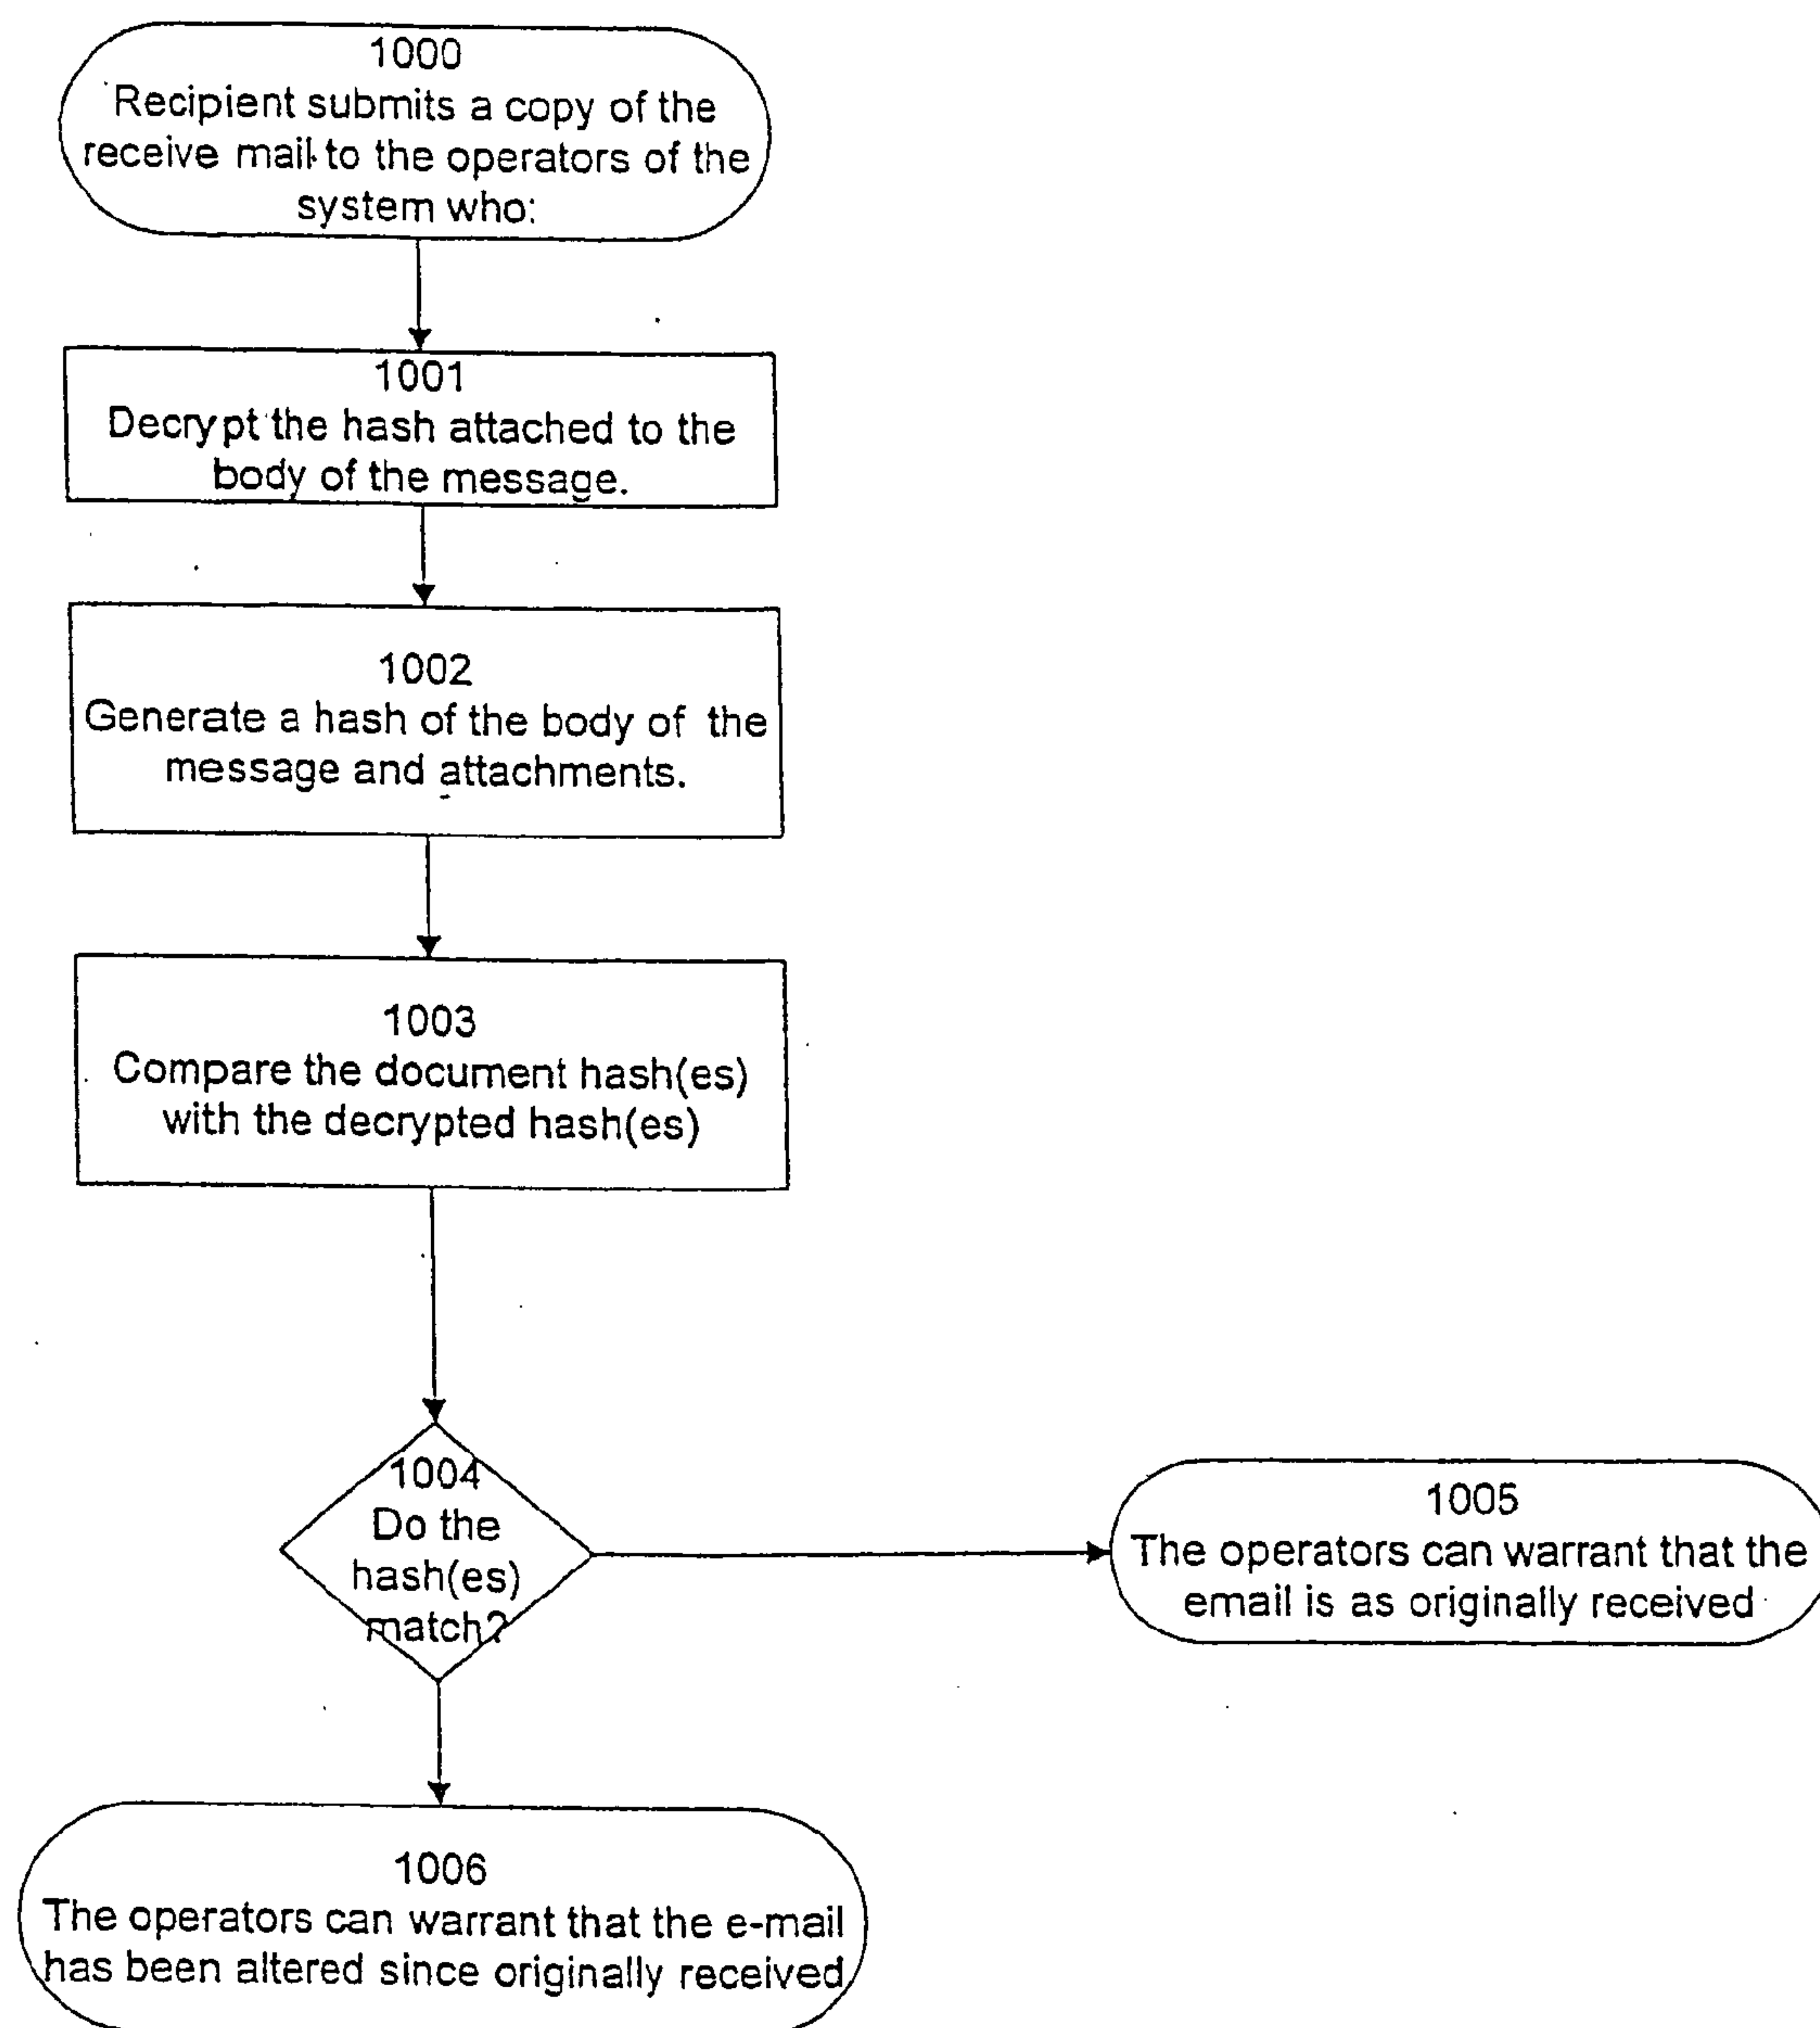 1000
Recipient submits a copy of the
receive mail to the operators of the
system who:
1001
Decrypt the hash attached to the
body of the message.
1002
Generate a hash of the body of the
message and attachments.
1003
Compare the document hash(es)
with the decrypted hash(es)
1004
Do the
hash(es)
match?
1005
The operators can warrant that the
email is as originally received
1006
The operators can warrant that the e-mail
has been altered since originally received